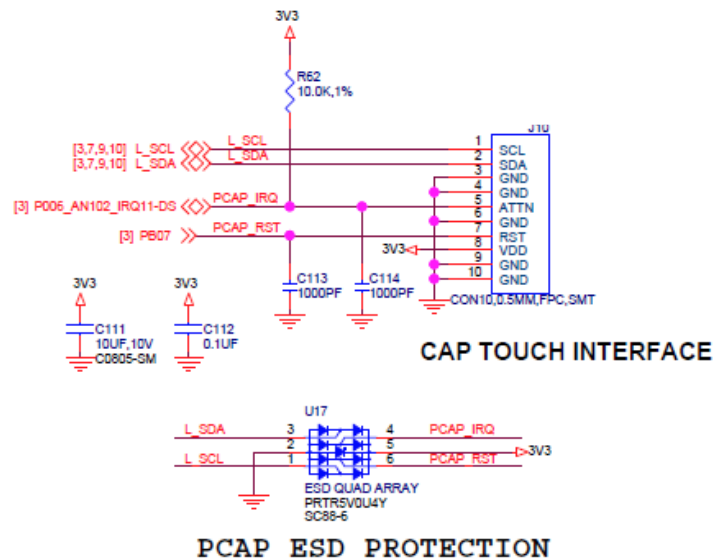 3V3
R62
10.0K,1%
J10
[3,7,9,10] L_SCL L_SCL 1 SCL
[3,7,9,10] L_SDA L_SDA 2 SDA
3 GND
4 GND
[3] P006_AN102_IRQ11-DS PCAP_IRQ 5 ATTN
6 GND
[3] PB07 PCAP_RST 7 RST
3V3 8 VDD
9 GND
10 GND
CON10,0.5MM,FPC,SMT
C113
1000PF
C114
1000PF
3V3
C111
10UF,10V
C0805-SM
3V3
C112
0.1UF
CAP TOUCH INTERFACE
U17
L_SDA 3 4 PCAP_IRQ
2 5 3V3
L_SCL 1 6 PCAP_RST
ESD QUAD ARRAY
PRTR5V0U4Y
SC88-6
PCAP ESD PROTECTION